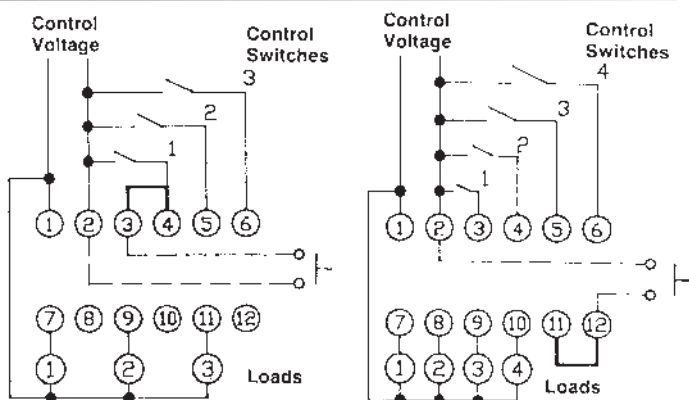 Control
Voltage
Control
Switches
3
2
1
1 2 3 4 5 6
7 8 9 10 11 12
1 2 3
Loads
Control
Voltage
Control
Switches
4
3
2
1
1 2 3 4 5 6
7 8 9 10 11 12
1 2 3 4
Loads